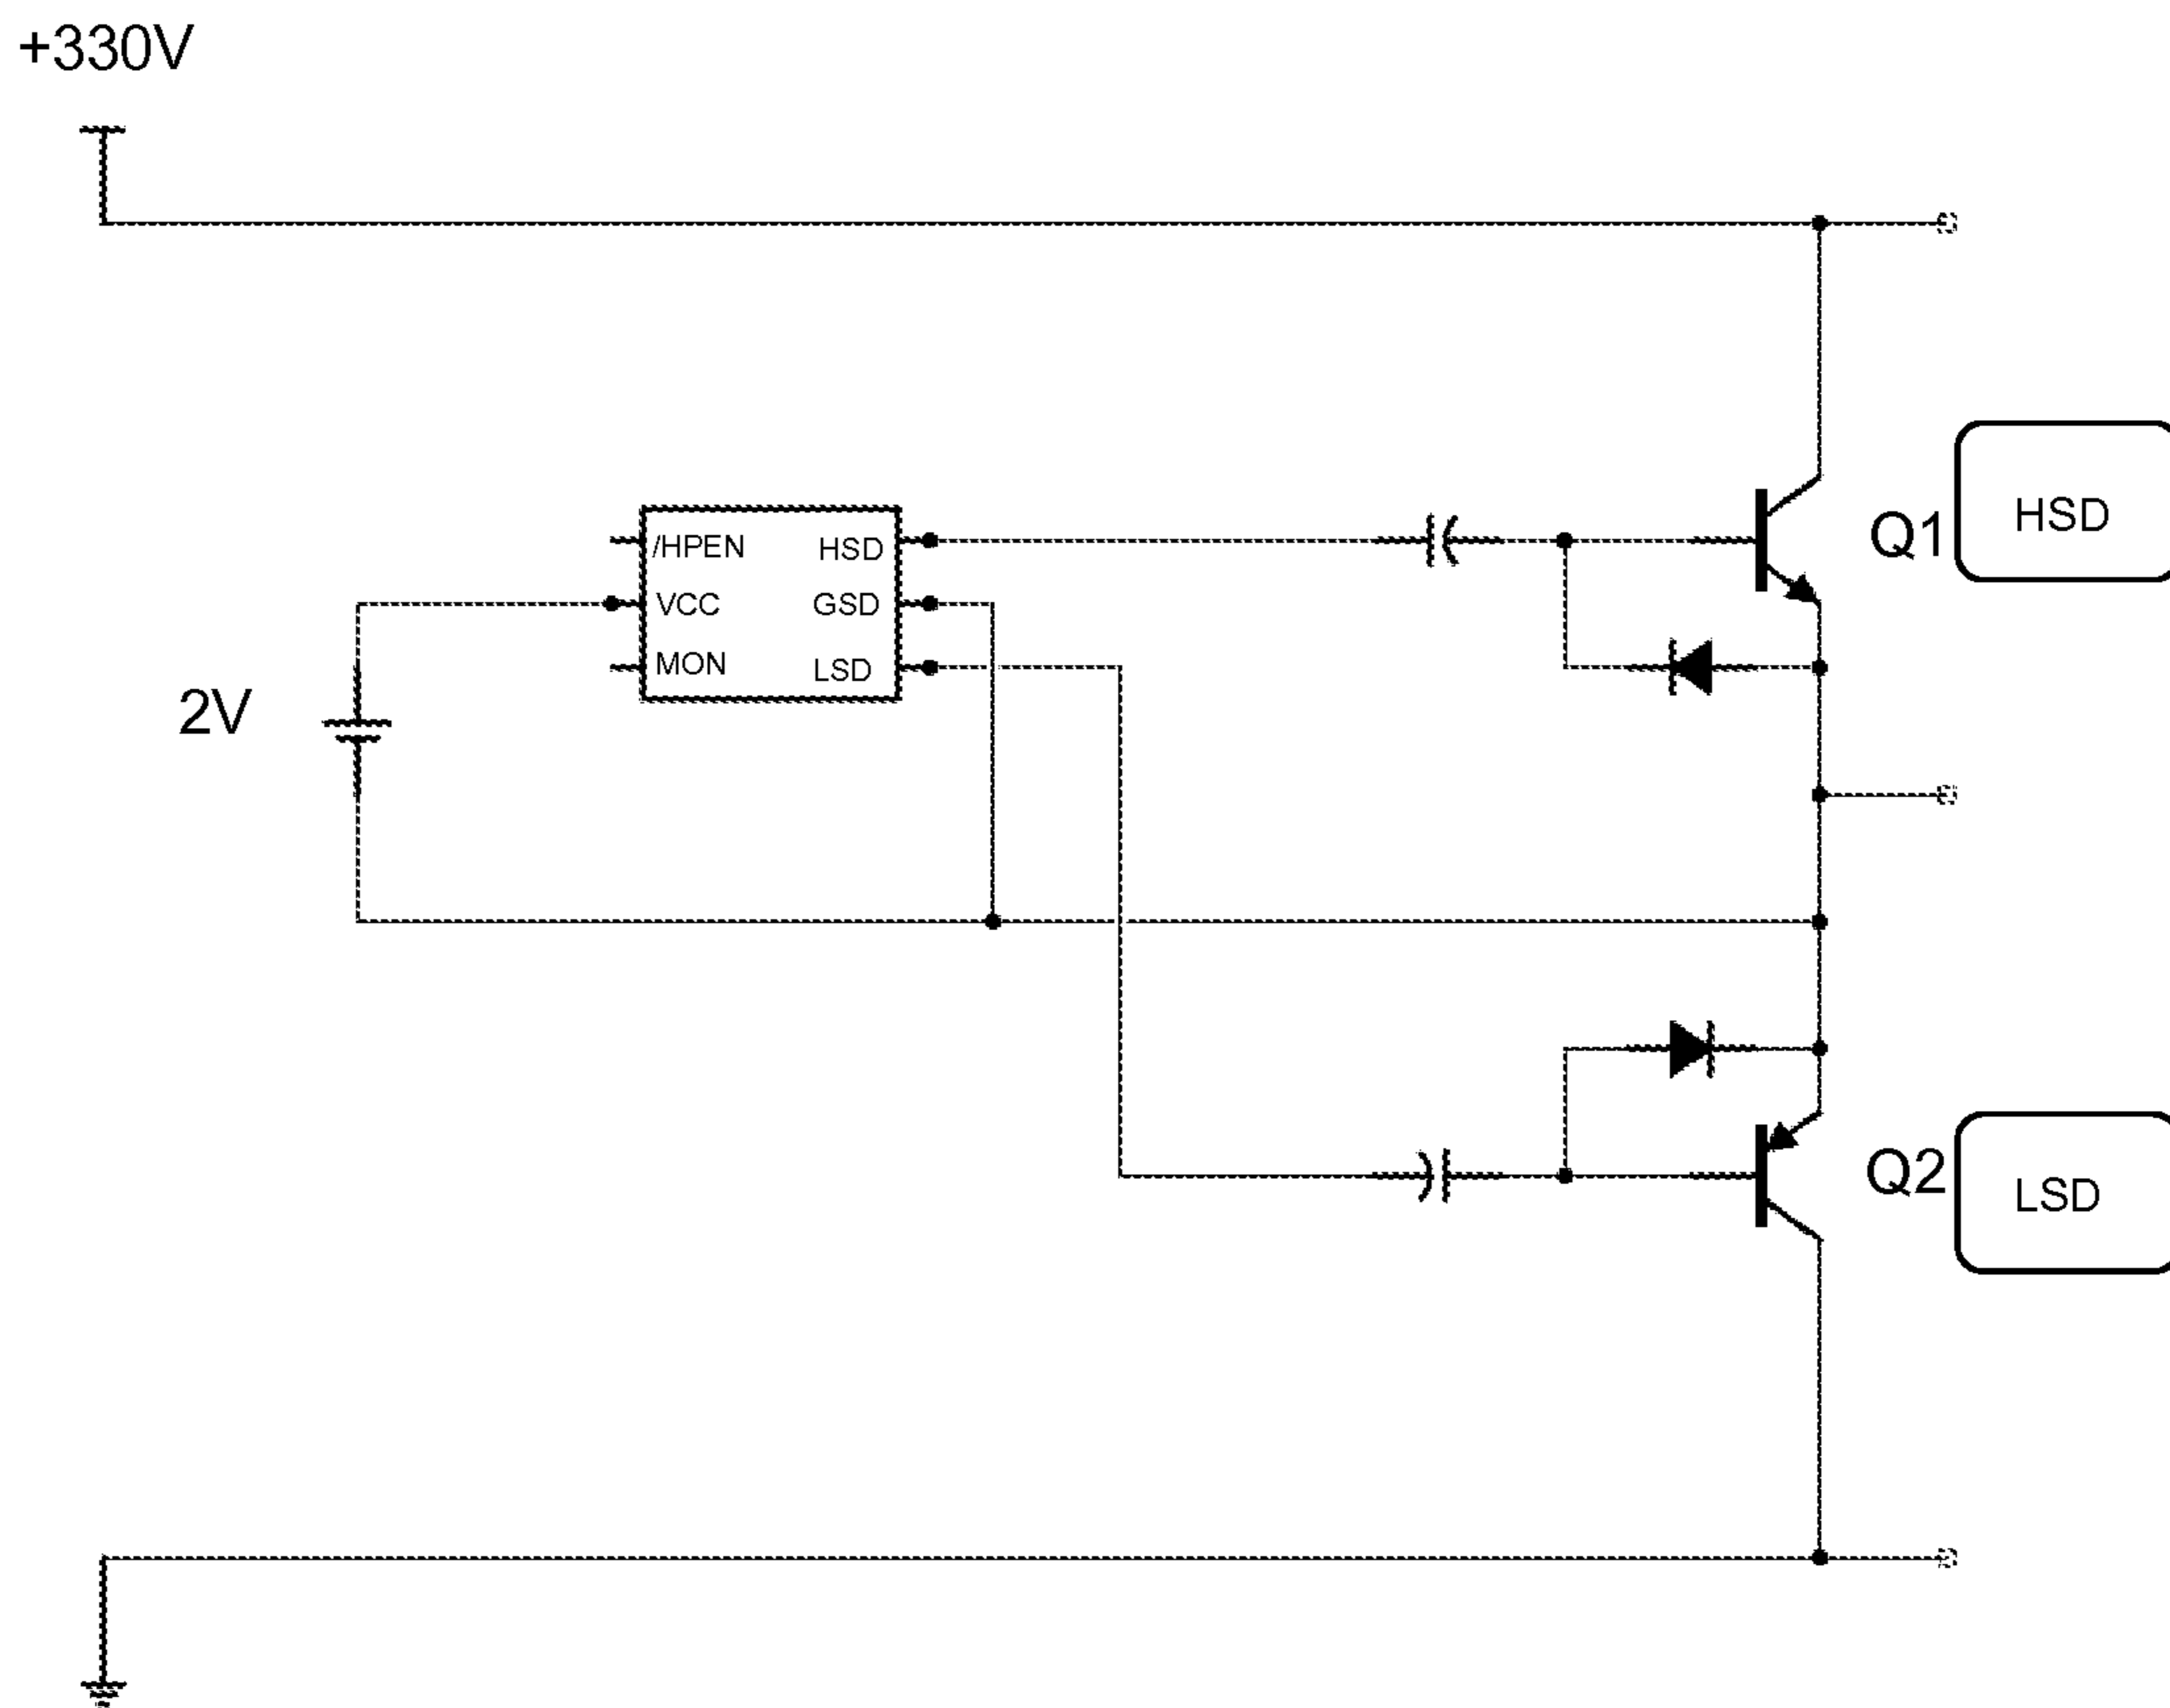 +330V
/HPEN
HSD
VCC
GSD
MON
LSD
2V
Q1
HSD
Q2
LSD